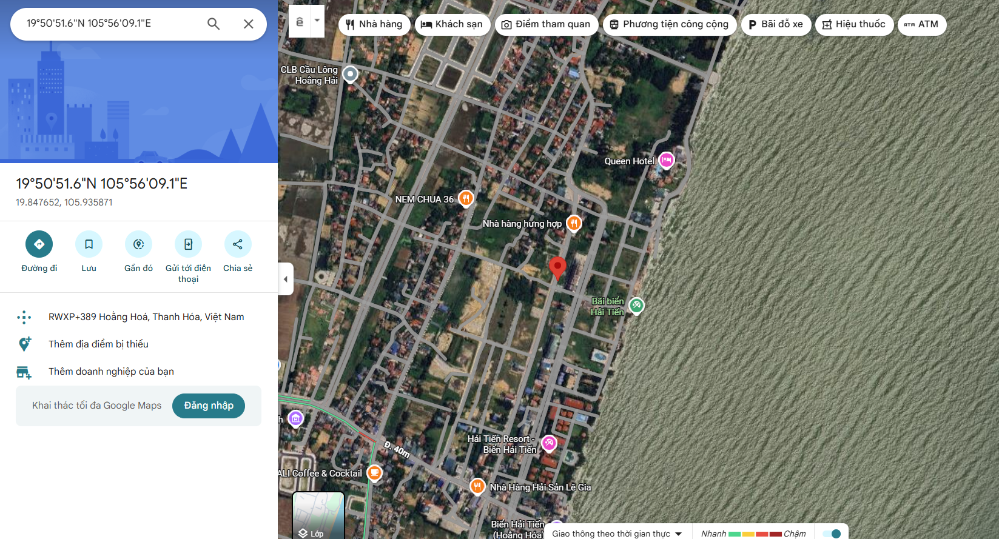 19°50'51.6"N 105°56'09.1"E
ê
Nhà hàng
Khách sạn
Điểm tham quan
Phương tiện công cộng
P Bãi đỗ xe
Hiệu thuốc
ATM ATM
19°50'51.6"N 105°56'09.1"E
19.847652, 105.935871
Đường đi
Lưu
Gần đó
Gửi tới điện
thoại
Chia sẻ
RWXP+389 Hoằng Hoá, Thanh Hóa, Việt Nam
Thêm địa điểm bị thiếu
Thêm doanh nghiệp của bạn
Khai thác tối đa Google Maps
Đăng nhập
CLB Cầu Lông
Hoằng Hải
Queen Hotel
NEM CHUA 36
Nhà hàng hưng hợp
Bãi biển
Hải Tiến
h
Đ. 40m
Hải Tiến Resort -
Biển Hải Tiến
ALI Coffee & Cocktail
Nhà Hàng Hải Sản Lê Gia
Biển Hải Tiến
(Hoằng Hóa)
Lớp
Giao thông theo thời gian thực
Nhanh
Chậm